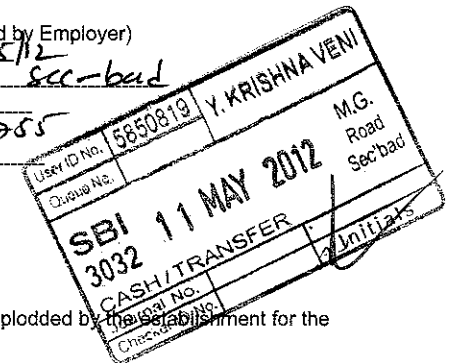 d by Employer)
5/12
Sec-bad
755
User ID No. 5850819 Y. KRISHNA VENI
Queue No.
SBI 11 MAY 2012 M.G.
3032 Road
Sec'bad
CASH/TRANSFER
Journal No. Initials
Checked No.
plodded by the establishment for the